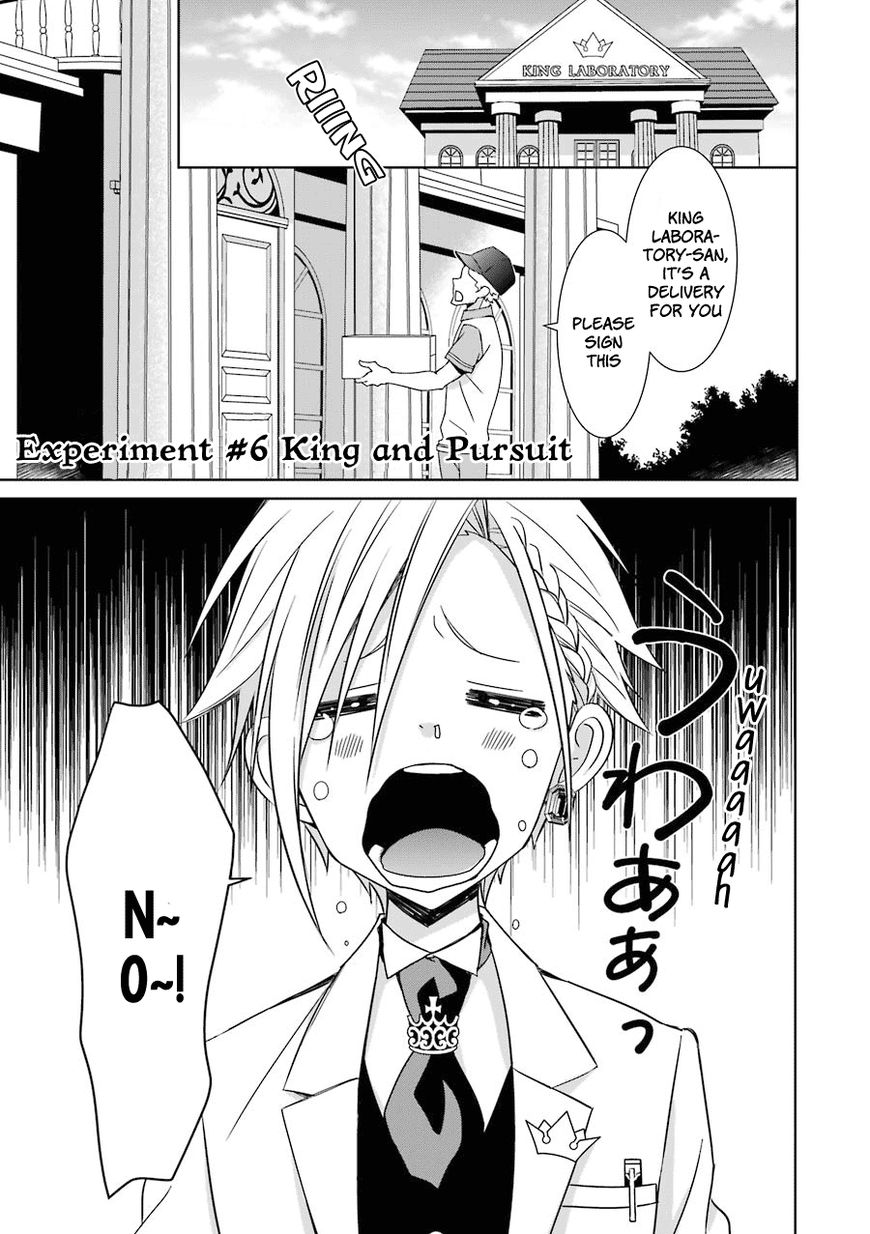 KING LABORATORY
RIIING
KING
LABORA-
TORY-SAN,
IT'S A
DELIVERY
FOR YOU
PLEASE
SIGN
THIS
Experiment #6 King and Pursuit
うわぁぁっ
uwaaaaah
N~
O~!